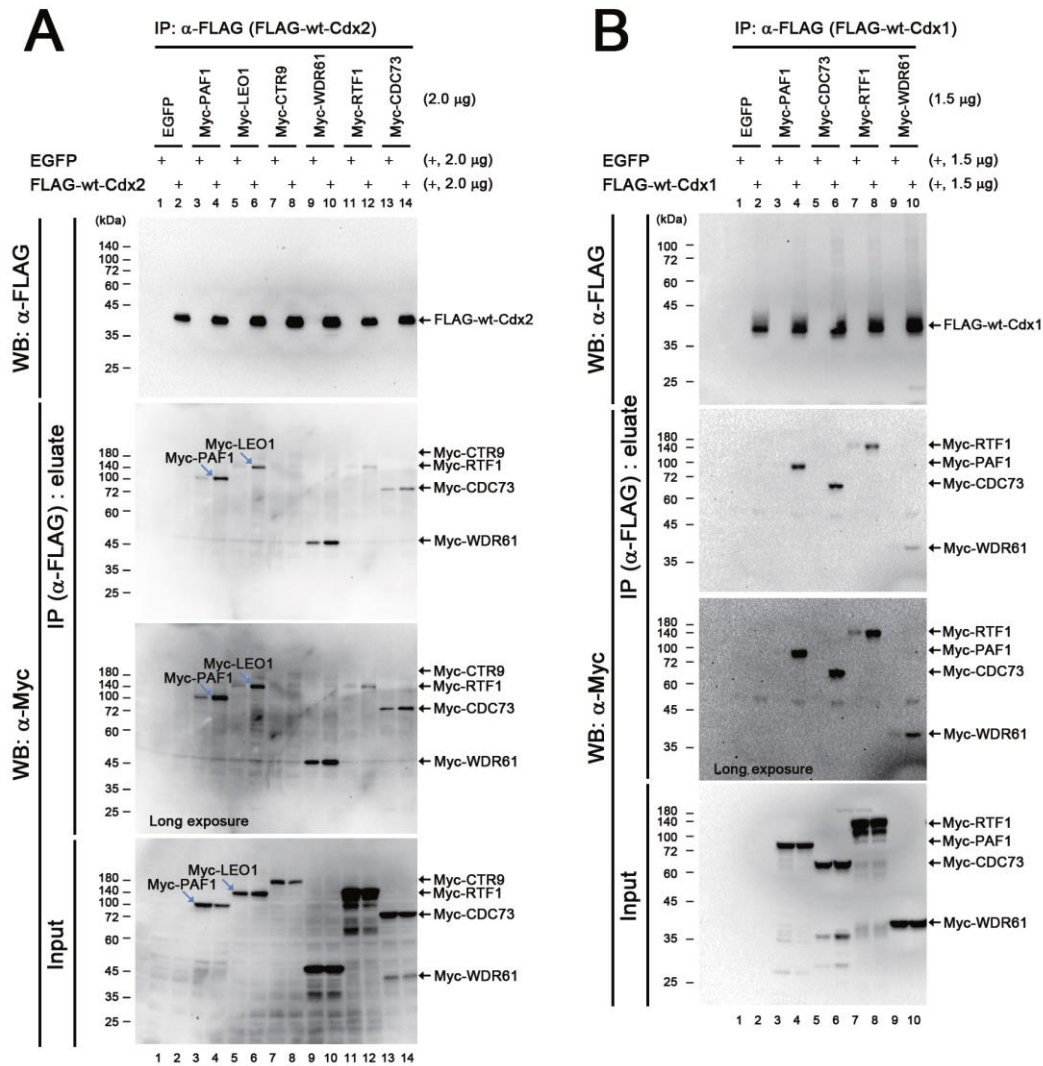 A
IP: α-FLAG (FLAG-wt-Cdx2)
EGFP
Myc-PAF1
Myc-LEO1
Myc-CTR9
Myc-WDR61
Myc-RTF1
Myc-CDC73
(2.0 μg)
EGFP + + + + + + + (+, 2.0 μg)
FLAG-wt-Cdx2 + + + + + + + (+, 2.0 μg)
1 2 3 4 5 6 7 8 9 10 11 12 13 14
WB: α-FLAG
(kDa)
140
100
72
60
45
35
25
FLAG-wt-Cdx2
IP (α-FLAG) : eluate
WB: α-Myc
180
140
100
72
60
45
35
25
Myc-LEO1
Myc-PAF1
Myc-CTR9
Myc-RTF1
Myc-CDC73
Myc-WDR61
180
140
100
72
60
45
35
25
Myc-LEO1
Myc-PAF1
Myc-CTR9
Myc-RTF1
Myc-CDC73
Myc-WDR61
Long exposure
Input
180
140
100
72
60
45
35
25
Myc-LEO1
Myc-PAF1
Myc-CTR9
Myc-RTF1
Myc-CDC73
Myc-WDR61
1 2 3 4 5 6 7 8 9 10 11 12 13 14
B
IP: α-FLAG (FLAG-wt-Cdx1)
EGFP
Myc-PAF1
Myc-CDC73
Myc-RTF1
Myc-WDR61
(1.5 μg)
EGFP + + + + + (+, 1.5 μg)
FLAG-wt-Cdx1 + + + + + (+, 1.5 μg)
1 2 3 4 5 6 7 8 9 10
WB: α-FLAG
(kDa)
100
72
60
45
35
25
FLAG-wt-Cdx1
IP (α-FLAG) : eluate
WB: α-Myc
180
140
100
72
60
45
35
Myc-RTF1
Myc-PAF1
Myc-CDC73
Myc-WDR61
180
140
100
72
60
45
35
Myc-RTF1
Myc-PAF1
Myc-CDC73
Myc-WDR61
Long exposure
Input
180
140
100
72
60
45
35
25
Myc-RTF1
Myc-PAF1
Myc-CDC73
Myc-WDR61
1 2 3 4 5 6 7 8 9 10